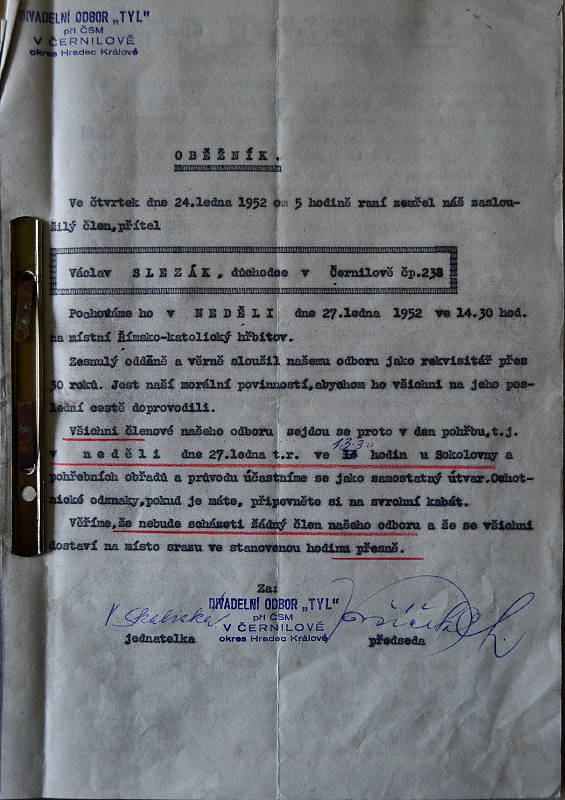 DIVADELNÍ ODBOR „TYL"
při ČSM
V ČERNILOVĚ
okres Hradec Králové
OBĚŽNÍK.
Ve čtvrtek dne 24.ledna 1952 o 5 hodině raní zemřel náš zaslou-
žilý člen,přítel
Václav SLEZÁK, důchodce v Černilově čp.238
Pochováme ho v NEDĚLI dne 27.ledna 1952 ve 14.30 hod.
na místní Římsko-katolický hřbitov.
Zesnulý oddáně a věrně sloužil našemu odboru jako rekvisitář přes
30 roků. Jest naší morální povinností,abychom ho všichni na jeho pos-
lední cestě doprovodili.
Všichni členové našeho odboru sejdou se proto v den pohřbu,t.j.
13.30
v neděli dne 27.ledna t.r. ve hodin u Sokolovny a
pohřebních obřadů a průvodu účastníme se jako samostatný útvar.Ochot-
nické odznaky,pokud je máte, připevněte si na svrchní kabát.
Věříme,že nebude scházeti žádný člen našeho odboru a še se všichni
dostaví na místo srazu ve stanovenou hodinu přesně.
Za:
DIVADELNÍ ODBOR „TYL"
při ČSM
V ČERNILOVĚ
okres Hradec Králové
V. Skalická
jednatelka předseda